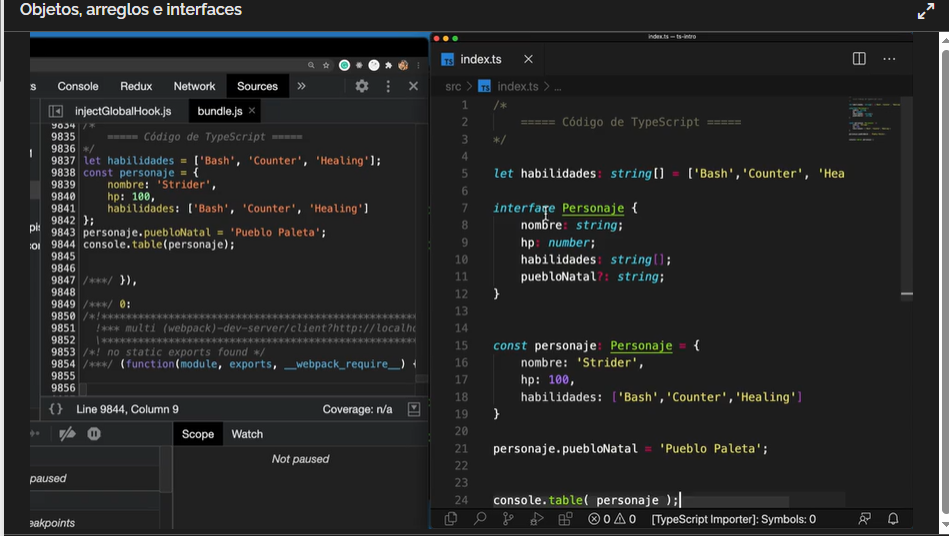 Objetos, arreglos e interfaces
Console Redux Network Sources »
injectGlobalHook.js bundle.js ×
9834 /*
9835 ===== Código de TypeScript =====
9836 */
9837 let habilidades = ['Bash', 'Counter', 'Healing'];
9838 const personaje = {
9839 nombre: 'Strider',
9840 hp: 100,
9841 habilidades: ['Bash', 'Counter', 'Healing']
9842 };
9843 personaje.puebloNatal = 'Pueblo Paleta';
9844 console.table(personaje);
9845
9846
9847 /***/ }),
9848
9849 /***/ 0:
9850 /*!****************************************
9851 !*** multi (webpack)-dev-server/client?http://localho
9852 \****************************************
9853 /*! no static exports found */
9854 /***/ (function(module, exports, __webpack_require__) {
9855
9856
{} Line 9844, Column 9 Coverage: n/a
Scope Watch
Not paused
paused
eakpoints
index.ts — ts-intro
TS index.ts ×
src > TS index.ts > ...
1 /*
2 ===== Código de TypeScript =====
3 */
4
5 let habilidades: string[] = ['Bash','Counter', 'Hea
6
7 interface Personaje {
8 nombre: string;
9 hp: number;
10 habilidades: string[];
11 puebloNatal?: string;
12 }
13
14
15 const personaje: Personaje = {
16 nombre: 'Strider',
17 hp: 100,
18 habilidades: ['Bash','Counter','Healing']
19 }
20
21 personaje.puebloNatal = 'Pueblo Paleta';
22
23
24 console.table( personaje );
0 0 [TypeScript Importer]: Symbols: 0